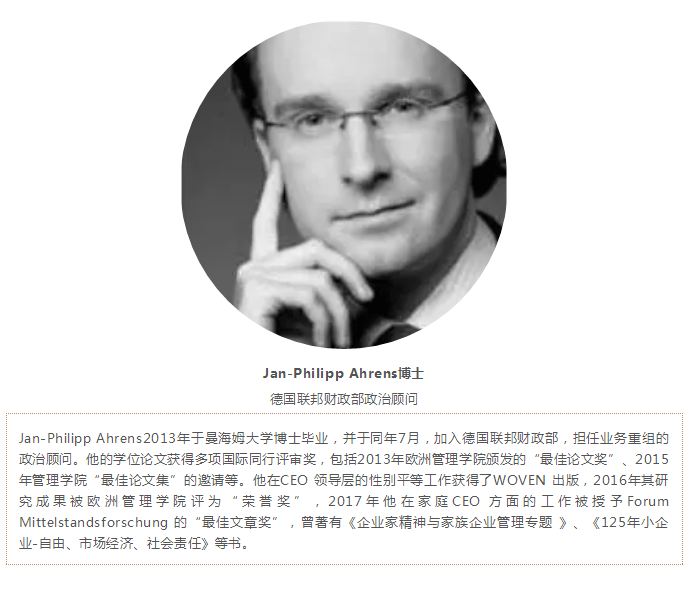 Jan-Philipp Ahrens博士
德国联邦财政部政治顾问
Jan-Philipp Ahrens2013年于曼海姆大学博士毕业，并于同年7月，加入德国联邦财政部，担任业务重组的
政治顾问。他的学位论文获得多项国际同行评审奖，包括2013年欧洲管理学院颁发的“最佳论文奖”、2015
年管理学院“最佳论文集”的邀请等。他在CEO 领导层的性别平等工作获得了WOVEN 出版，2016年其研
究成果被欧洲管理学院评为“荣誉奖”，2017年他在家庭CEO 方面的工作被授予Forum
Mittelstandsforschung 的“最佳文章奖”，曾著有《企业家精神与家族企业管理专题 》、《125年小企
业-自由、市场经济、社会责任》等书。